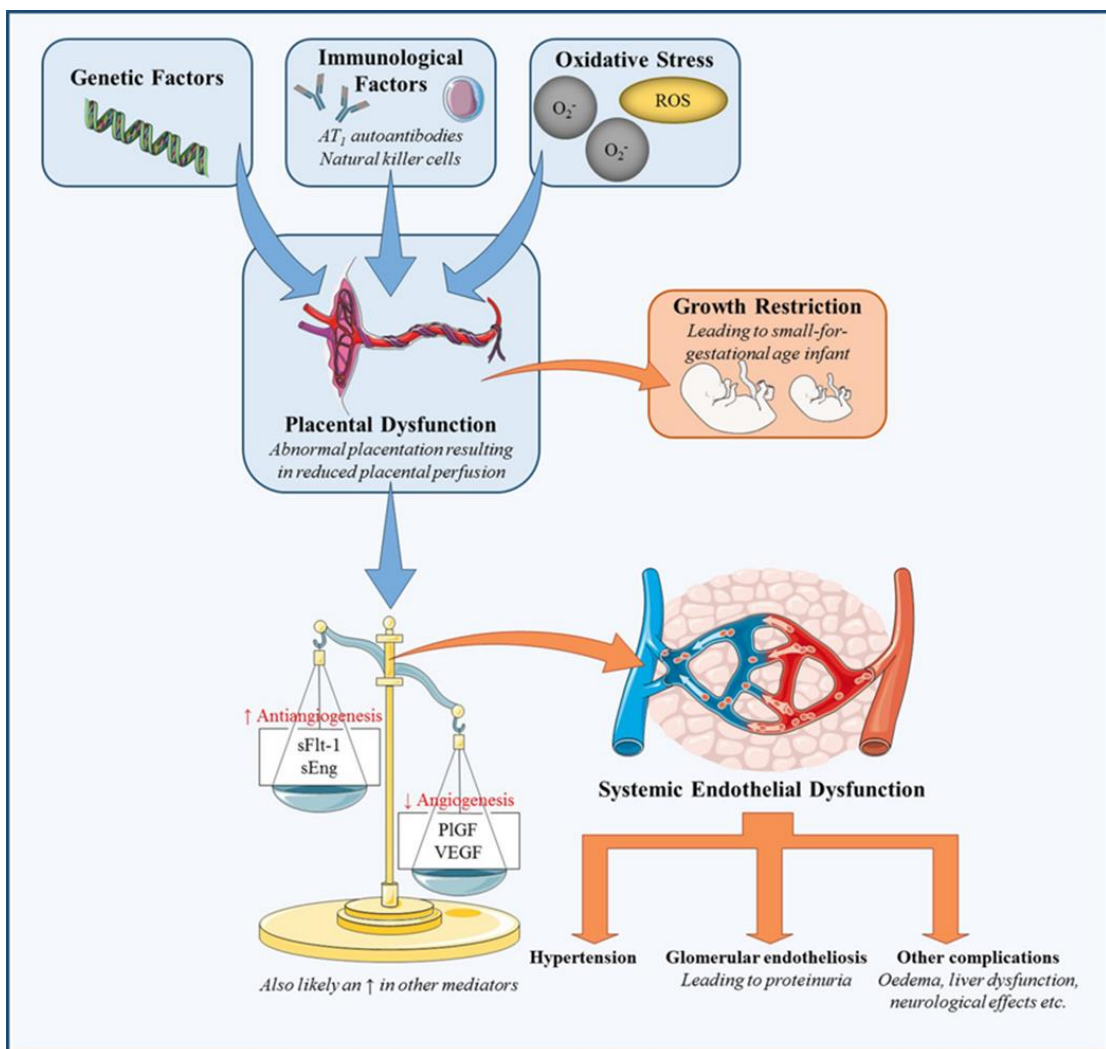 Genetic Factors
Immunological
Factors
AT₁ autoantibodies
Natural killer cells
Oxidative Stress
O₂⁻
ROS
O₂⁻
Placental Dysfunction
Abnormal placentation resulting
in reduced placental perfusion
Growth Restriction
Leading to small-for-
gestational age infant
↑ Antiangiogenesis
sFlt-1
sEng
↓ Angiogenesis
PlGF
VEGF
Also likely an ↑ in other mediators
Systemic Endothelial Dysfunction
Hypertension
Glomerular endotheliosis
Leading to proteinuria
Other complications
Oedema, liver dysfunction,
neurological effects etc.